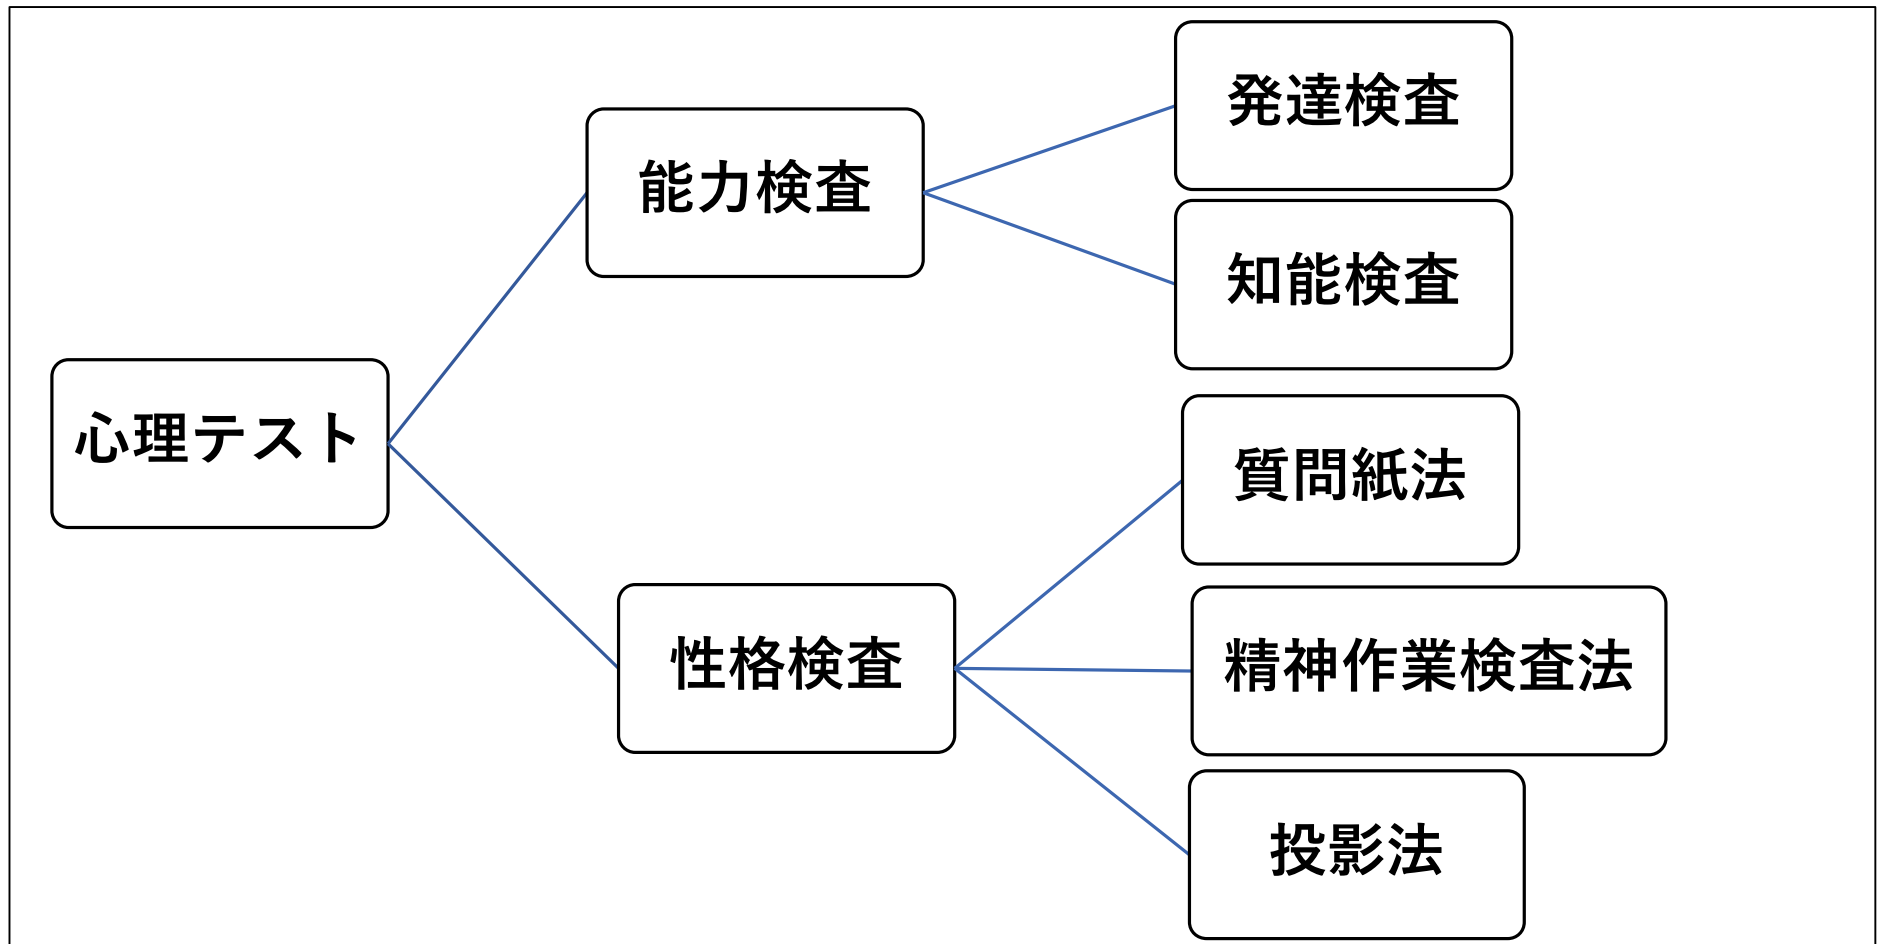 心理テスト
能力検査
発達検査
知能検査
性格検査
質問紙法
精神作業検査法
投影法